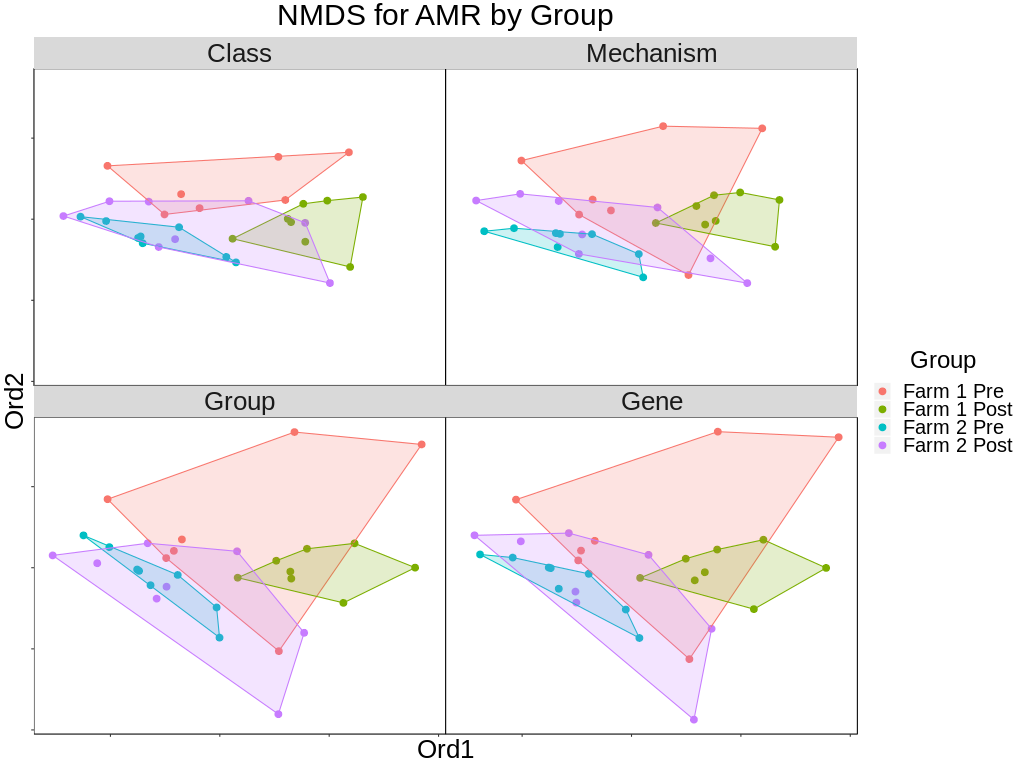 NMDS for AMR by Group
Class
Mechanism
Group
Gene
Ord2
Ord1
Group
Farm 1 Pre
Farm 1 Post
Farm 2 Pre
Farm 2 Post